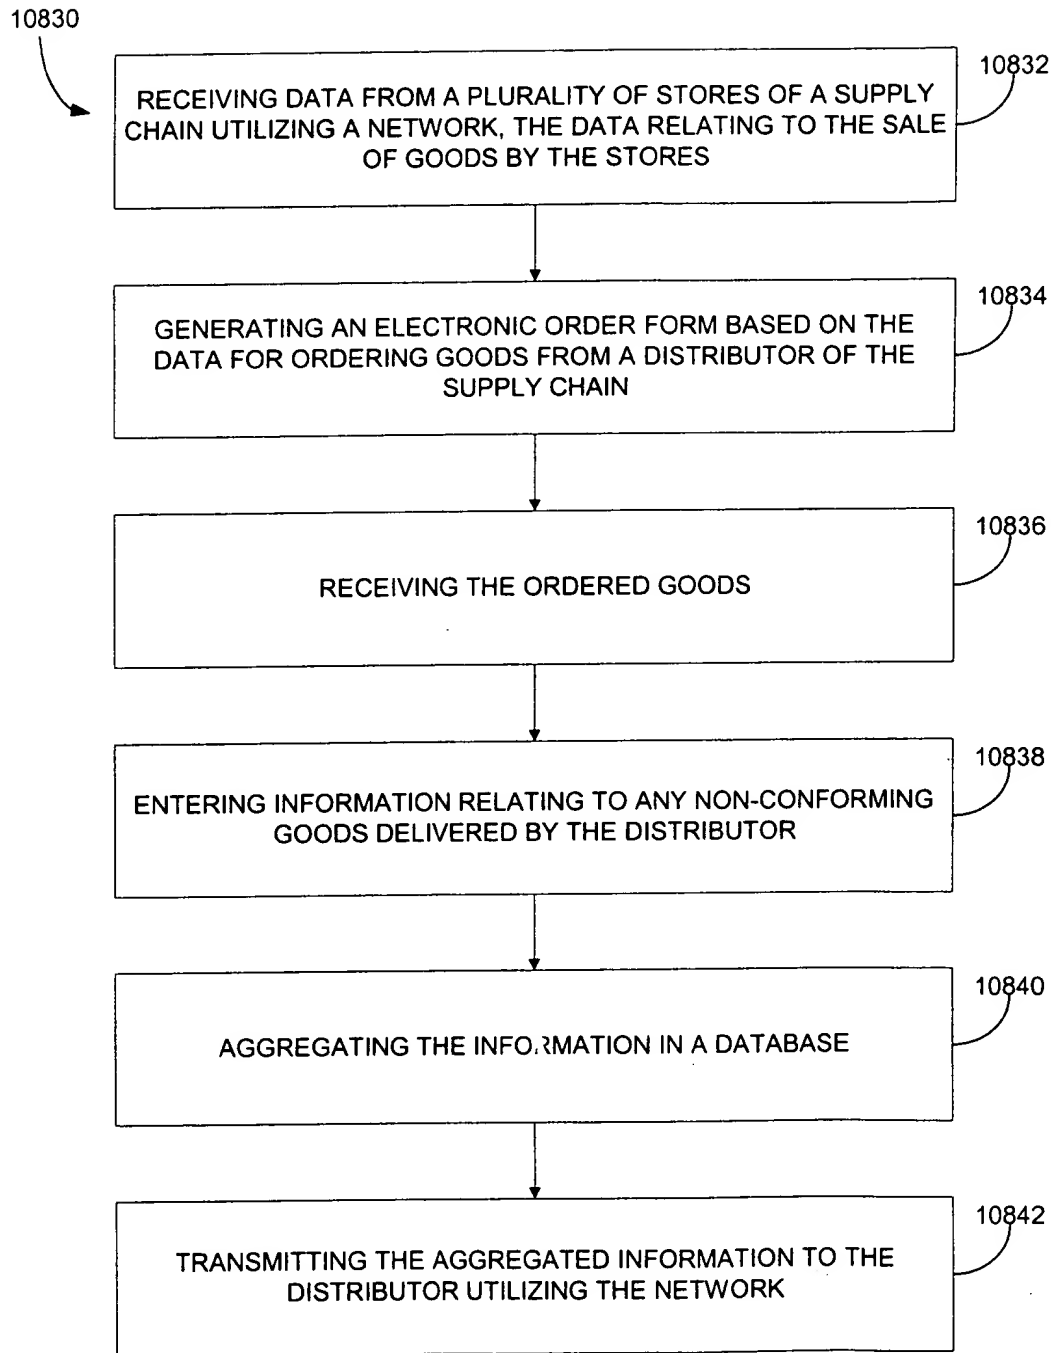 10830
10832
RECEIVING DATA FROM A PLURALITY OF STORES OF A SUPPLY
CHAIN UTILIZING A NETWORK, THE DATA RELATING TO THE SALE
OF GOODS BY THE STORES
10834
GENERATING AN ELECTRONIC ORDER FORM BASED ON THE
DATA FOR ORDERING GOODS FROM A DISTRIBUTOR OF THE
SUPPLY CHAIN
10836
RECEIVING THE ORDERED GOODS
10838
ENTERING INFORMATION RELATING TO ANY NON-CONFORMING
GOODS DELIVERED BY THE DISTRIBUTOR
10840
AGGREGATING THE INFORMATION IN A DATABASE
10842
TRANSMITTING THE AGGREGATED INFORMATION TO THE
DISTRIBUTOR UTILIZING THE NETWORK